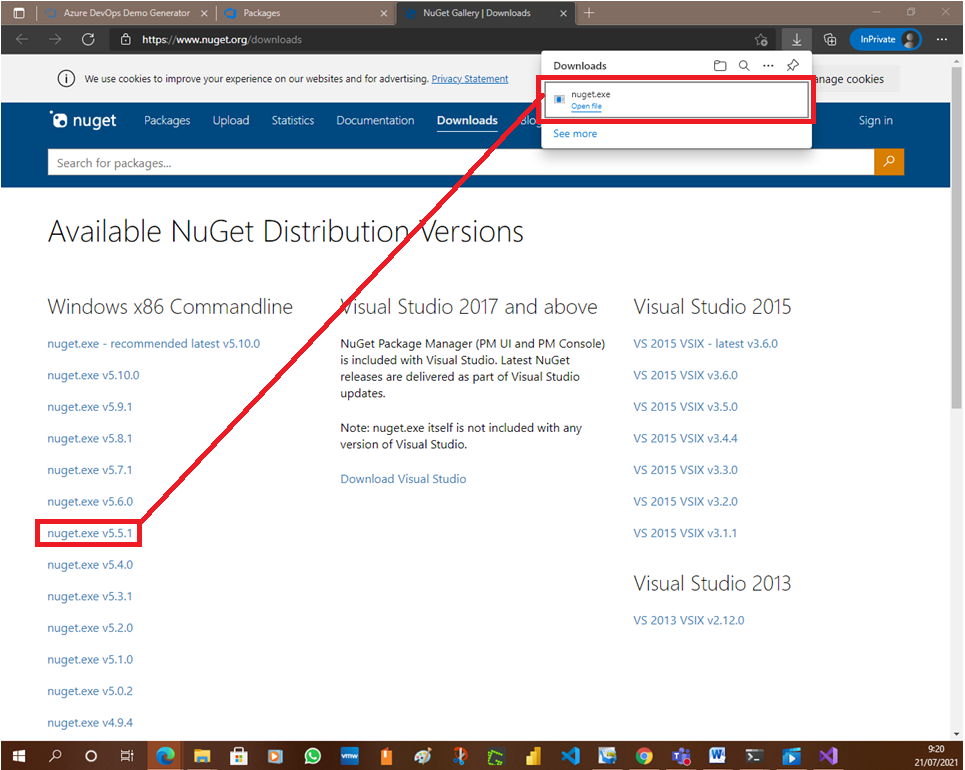 Azure DevOps Demo Generator
Packages
NuGet Gallery | Downloads
https://www.nuget.org/downloads
InPrivate
Downloads
nuget.exe
Open file
See more
We use cookies to improve your experience on our websites and for advertising. Privacy Statement
anage cookies
nuget
Packages
Upload
Statistics
Documentation
Downloads
Blog
Sign in
Search for packages...
Available NuGet Distribution Versions
Windows x86 Commandline
nuget.exe - recommended latest v5.10.0
nuget.exe v5.10.0
nuget.exe v5.9.1
nuget.exe v5.8.1
nuget.exe v5.7.1
nuget.exe v5.6.0
nuget.exe v5.5.1
nuget.exe v5.4.0
nuget.exe v5.3.1
nuget.exe v5.2.0
nuget.exe v5.1.0
nuget.exe v5.0.2
nuget.exe v4.9.4
Visual Studio 2017 and above
NuGet Package Manager (PM UI and PM Console)
is included with Visual Studio. Latest NuGet
releases are delivered as part of Visual Studio
updates.
Note: nuget.exe itself is not included with any
version of Visual Studio.
Download Visual Studio
Visual Studio 2015
VS 2015 VSIX - latest v3.6.0
VS 2015 VSIX v3.6.0
VS 2015 VSIX v3.5.0
VS 2015 VSIX v3.4.4
VS 2015 VSIX v3.3.0
VS 2015 VSIX v3.2.0
VS 2015 VSIX v3.1.1
Visual Studio 2013
VS 2013 VSIX v2.12.0
vmw
9:20
21/07/2021